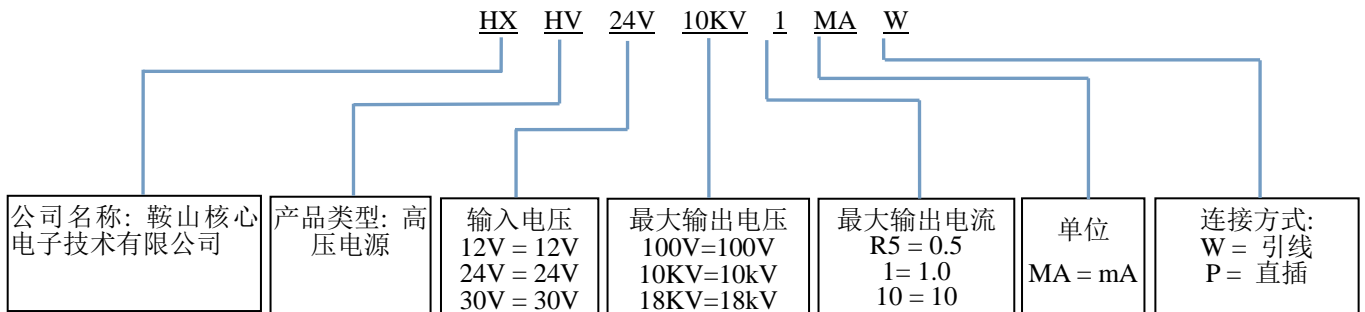 HX HV 24V 10KV 1 MA W
公司名称: 鞍山核心
电子技术有限公司
产品类型: 高
压电源
输入电压
12V = 12V
24V = 24V
30V = 30V
最大输出电压
100V=100V
10KV=10kV
18KV=18kV
最大输出电流
R5 = 0.5
1= 1.0
10 = 10
单位
MA = mA
连接方式:
W = 引线
P = 直插